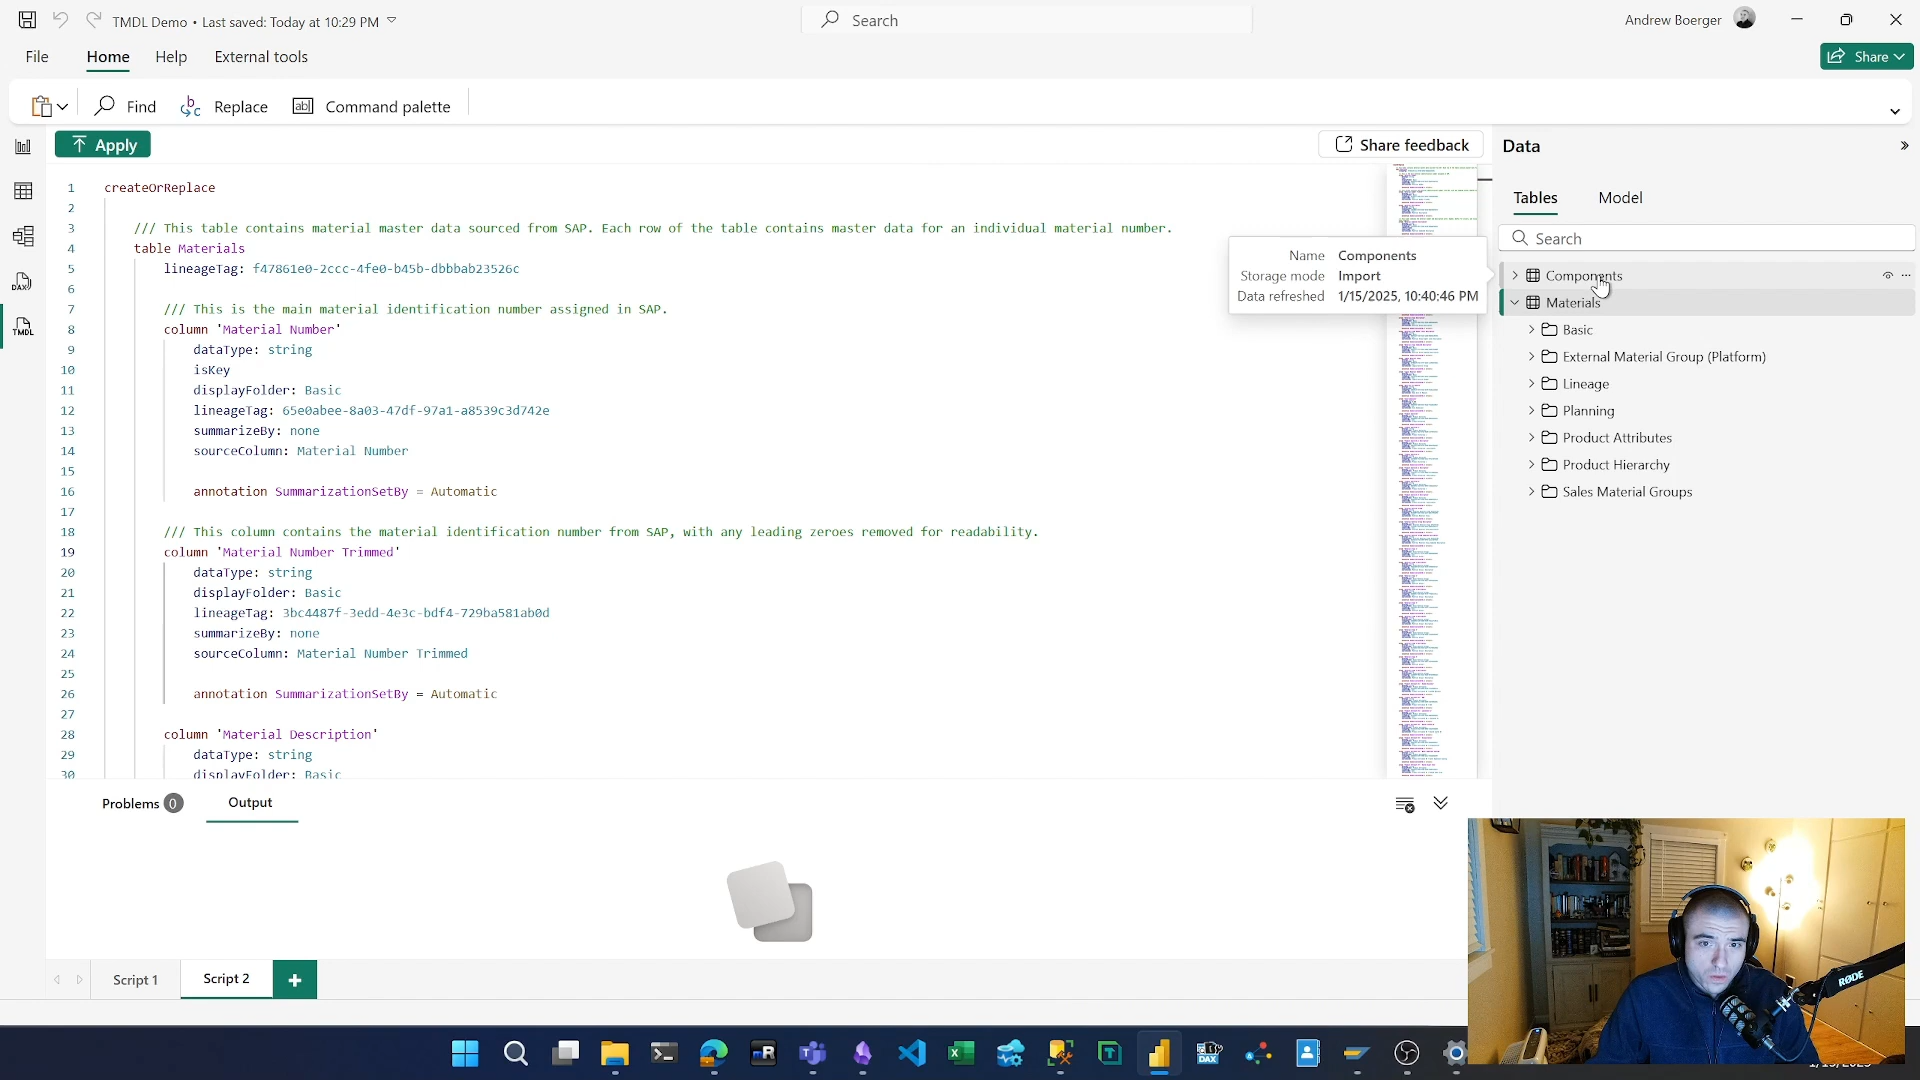 TMDL Demo • Last saved: Today at 10:29 PM
Search
Andrew Boerger
File
Home
Help
External tools
Share
Find
Replace
Command palette
Apply
Share feedback
Data
Tables
Model
Search
Name Components
Storage mode Import
Data refreshed 1/15/2025, 10:40:46 PM
Components
Materials
Basic
External Material Group (Platform)
Lineage
Planning
Product Attributes
Product Hierarchy
Sales Material Groups
DAX
TMDL
1 createOrReplace
2
3 /// This table contains material master data sourced from SAP. Each row of the table contains master data for an individual material number.
4 table Materials
5 lineageTag: f47861e0-2ccc-4fe0-b45b-dbbbab23526c
6
7 /// This is the main material identification number assigned in SAP.
8 column 'Material Number'
9 dataType: string
10 isKey
11 displayFolder: Basic
12 lineageTag: 65e0abee-8a03-47df-97a1-a8539c3d742e
13 summarizeBy: none
14 sourceColumn: Material Number
15
16 annotation SummarizationSetBy = Automatic
17
18 /// This column contains the material identification number from SAP, with any leading zeroes removed for readability.
19 column 'Material Number Trimmed'
20 dataType: string
21 displayFolder: Basic
22 lineageTag: 3bc4487f-3edd-4e3c-bdf4-729ba581ab0d
23 summarizeBy: none
24 sourceColumn: Material Number Trimmed
25
26 annotation SummarizationSetBy = Automatic
27
28 column 'Material Description'
29 dataType: string
30 displayFolder: Basic
Problems 0
Output
Script 1
Script 2
RØDE
DAX